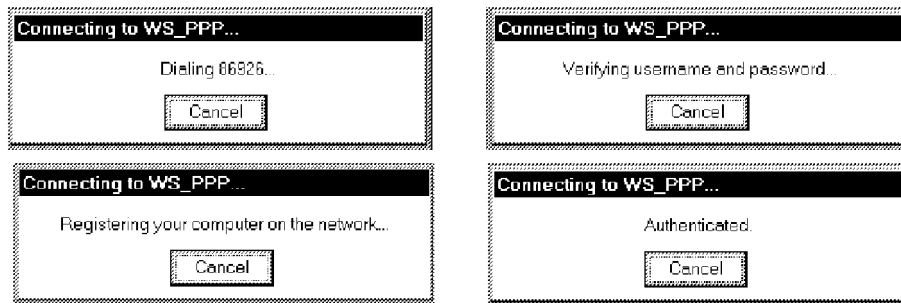 Connecting to WS_PPP...
Dialing 86926...
Cancel
Connecting to WS_PPP...
Verifying username and password...
Cancel
Connecting to WS_PPP...
Registering your computer on the network...
Cancel
Connecting to WS_PPP...
Authenticated.
Cancel